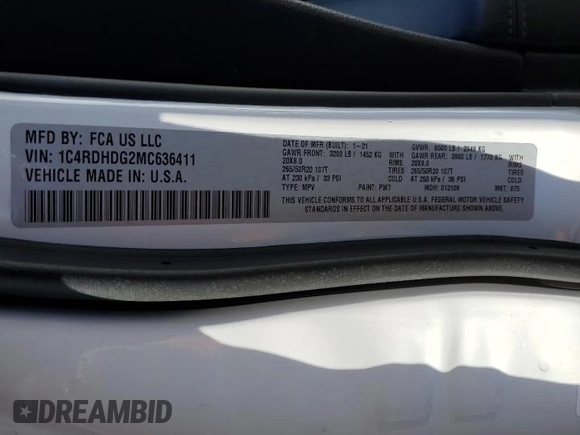 MFD BY: FCA US LLC
VIN: 1C4RDHDG2MC636411
VEHICLE MADE IN: U.S.A.
DATE OF MFR (BUILT): 1-21
GAWR FRONT: 3200 LB / 1452 KG WITH
20X8.0 RIMS
265/50R20 107T TIRES
AT 230 kPa / 33 PSI COLD
TYPE: MPV PAINT: PW7
GVWR: 6500 LB / 2949 KG
GAWR REAR: 3900 LB / 1770 KG WITH
20X8.0 RIMS
265/50R20 107T TIRES
AT 250 kPa / 36 PSI COLD
MDH: 012109 MKS: 875
THIS VEHICLE CONFORMS TO ALL APPLICABLE U.S.A. FEDERAL MOTOR VEHICLE SAFETY
STANDARDS IN EFFECT ON THE DATE OF MANUFACTURE SHOWN ABOVE.
DREAMBID